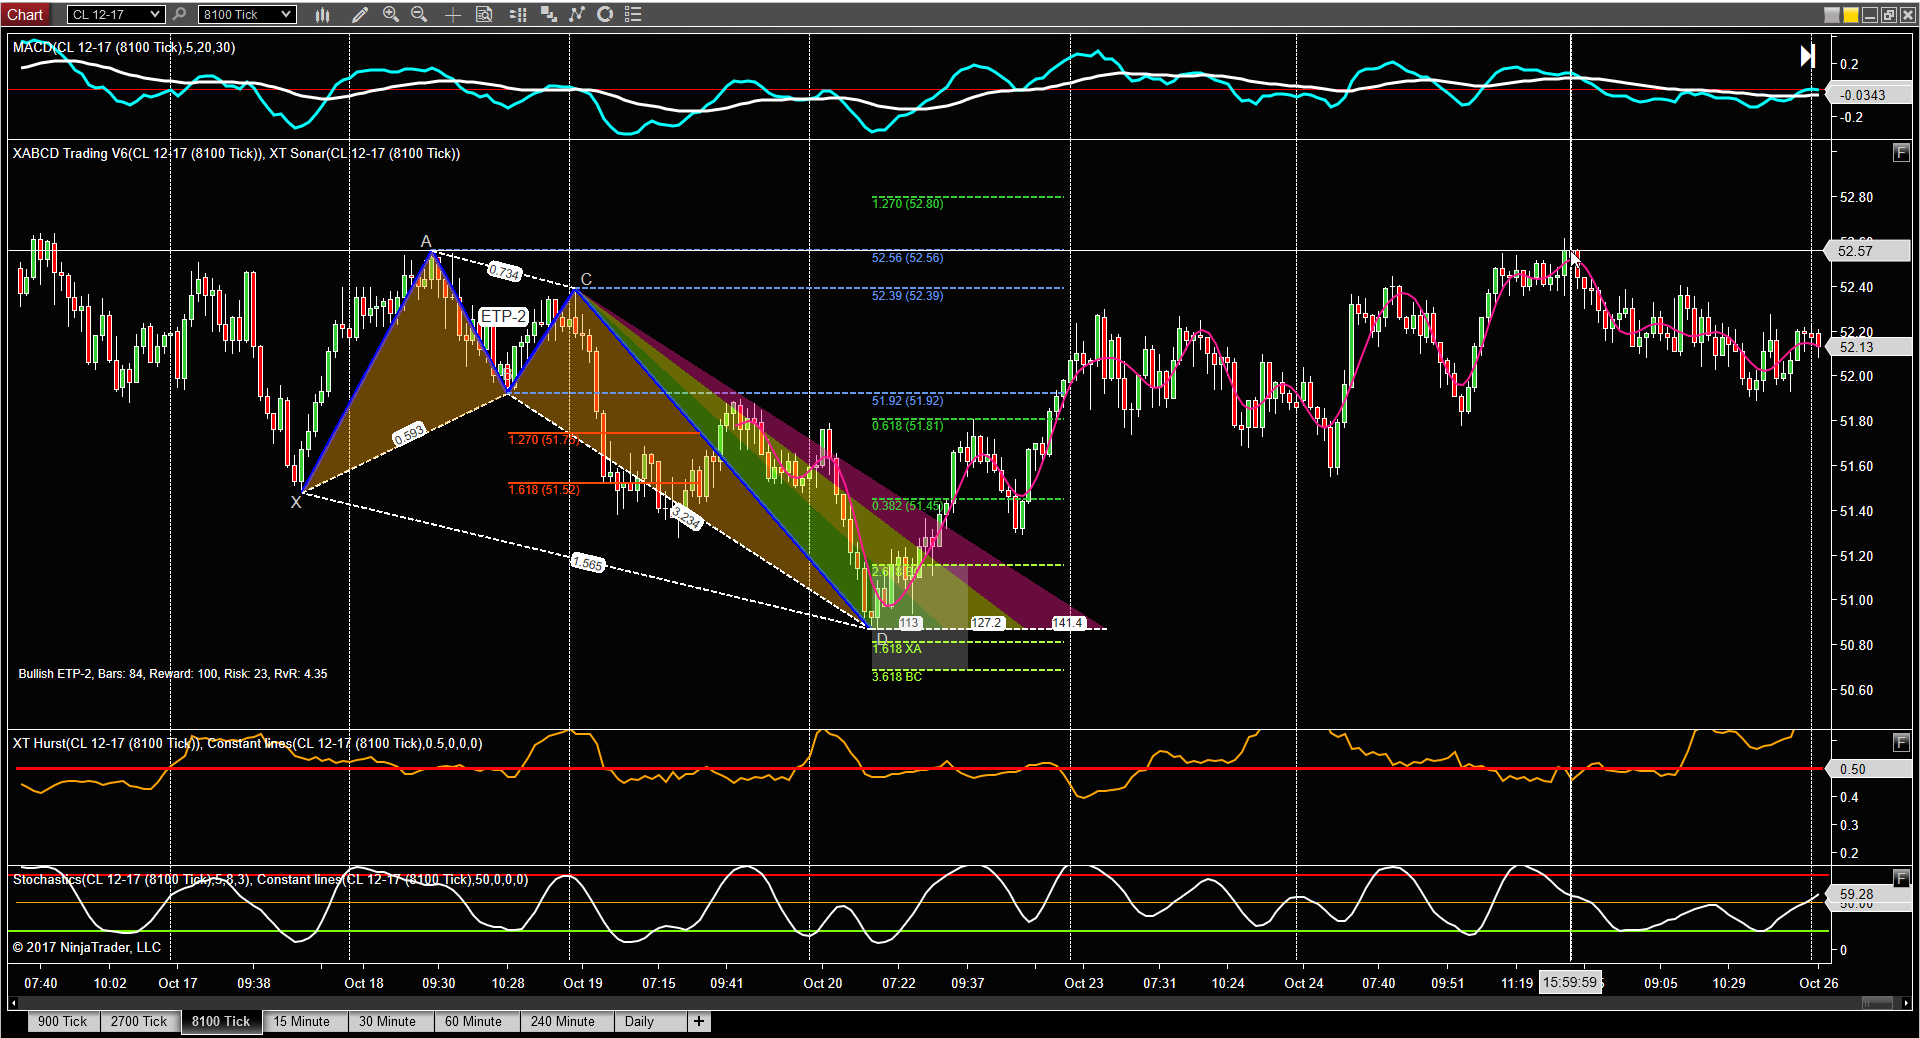 Chart CL 12-17 8100 Tick
MACD(CL 12-17 (8100 Tick),5,20,30)
0.2
-0.0343
-0.2
XABCD Trading V6(CL 12-17 (8100 Tick)), XT Sonar(CL 12-17 (8100 Tick))
F
52.80
52.57
52.40
52.20
52.13
52.00
51.80
51.60
51.40
51.20
51.00
50.80
50.60
1.270 (52.80)
A
52.56 (52.56)
0.734
C
52.39 (52.39)
ETP-2
B
51.92 (51.92)
0.618 (51.81)
0.593
1.270 (51.75)
1.618 (51.52)
X
0.382 (51.45)
3.234
1.565
2.618 BC
113
127.2
141.4
D
1.618 XA
3.618 BC
Bullish ETP-2, Bars: 84, Reward: 100, Risk: 23, RvR: 4.35
XT Hurst(CL 12-17 (8100 Tick)), Constant lines(CL 12-17 (8100 Tick),0.5,0,0,0)
F
0.50
0.4
0.3
0.2
Stochastics(CL 12-17 (8100 Tick),5,8,3), Constant lines(CL 12-17 (8100 Tick),50,0,0,0)
F
59.28
50.00
0
© 2017 NinjaTrader, LLC
07:40 10:02 Oct 17 09:38 Oct 18 09:30 10:28 Oct 19 07:15 09:41 Oct 20 07:22 09:37 Oct 23 07:31 10:24 Oct 24 07:40 09:51 11:19 15:59:59 09:05 10:29 Oct 26
900 Tick 2700 Tick 8100 Tick 15 Minute 30 Minute 60 Minute 240 Minute Daily +